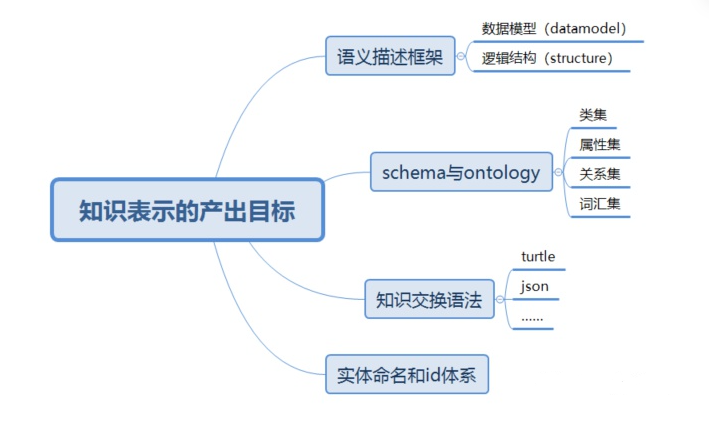 知识表示的产出目标
语义描述框架
数据模型（datamodel）
逻辑结构（structure）
schema与ontology
类集
属性集
关系集
词汇集
知识交换语法
turtle
json
......
实体命名和id体系